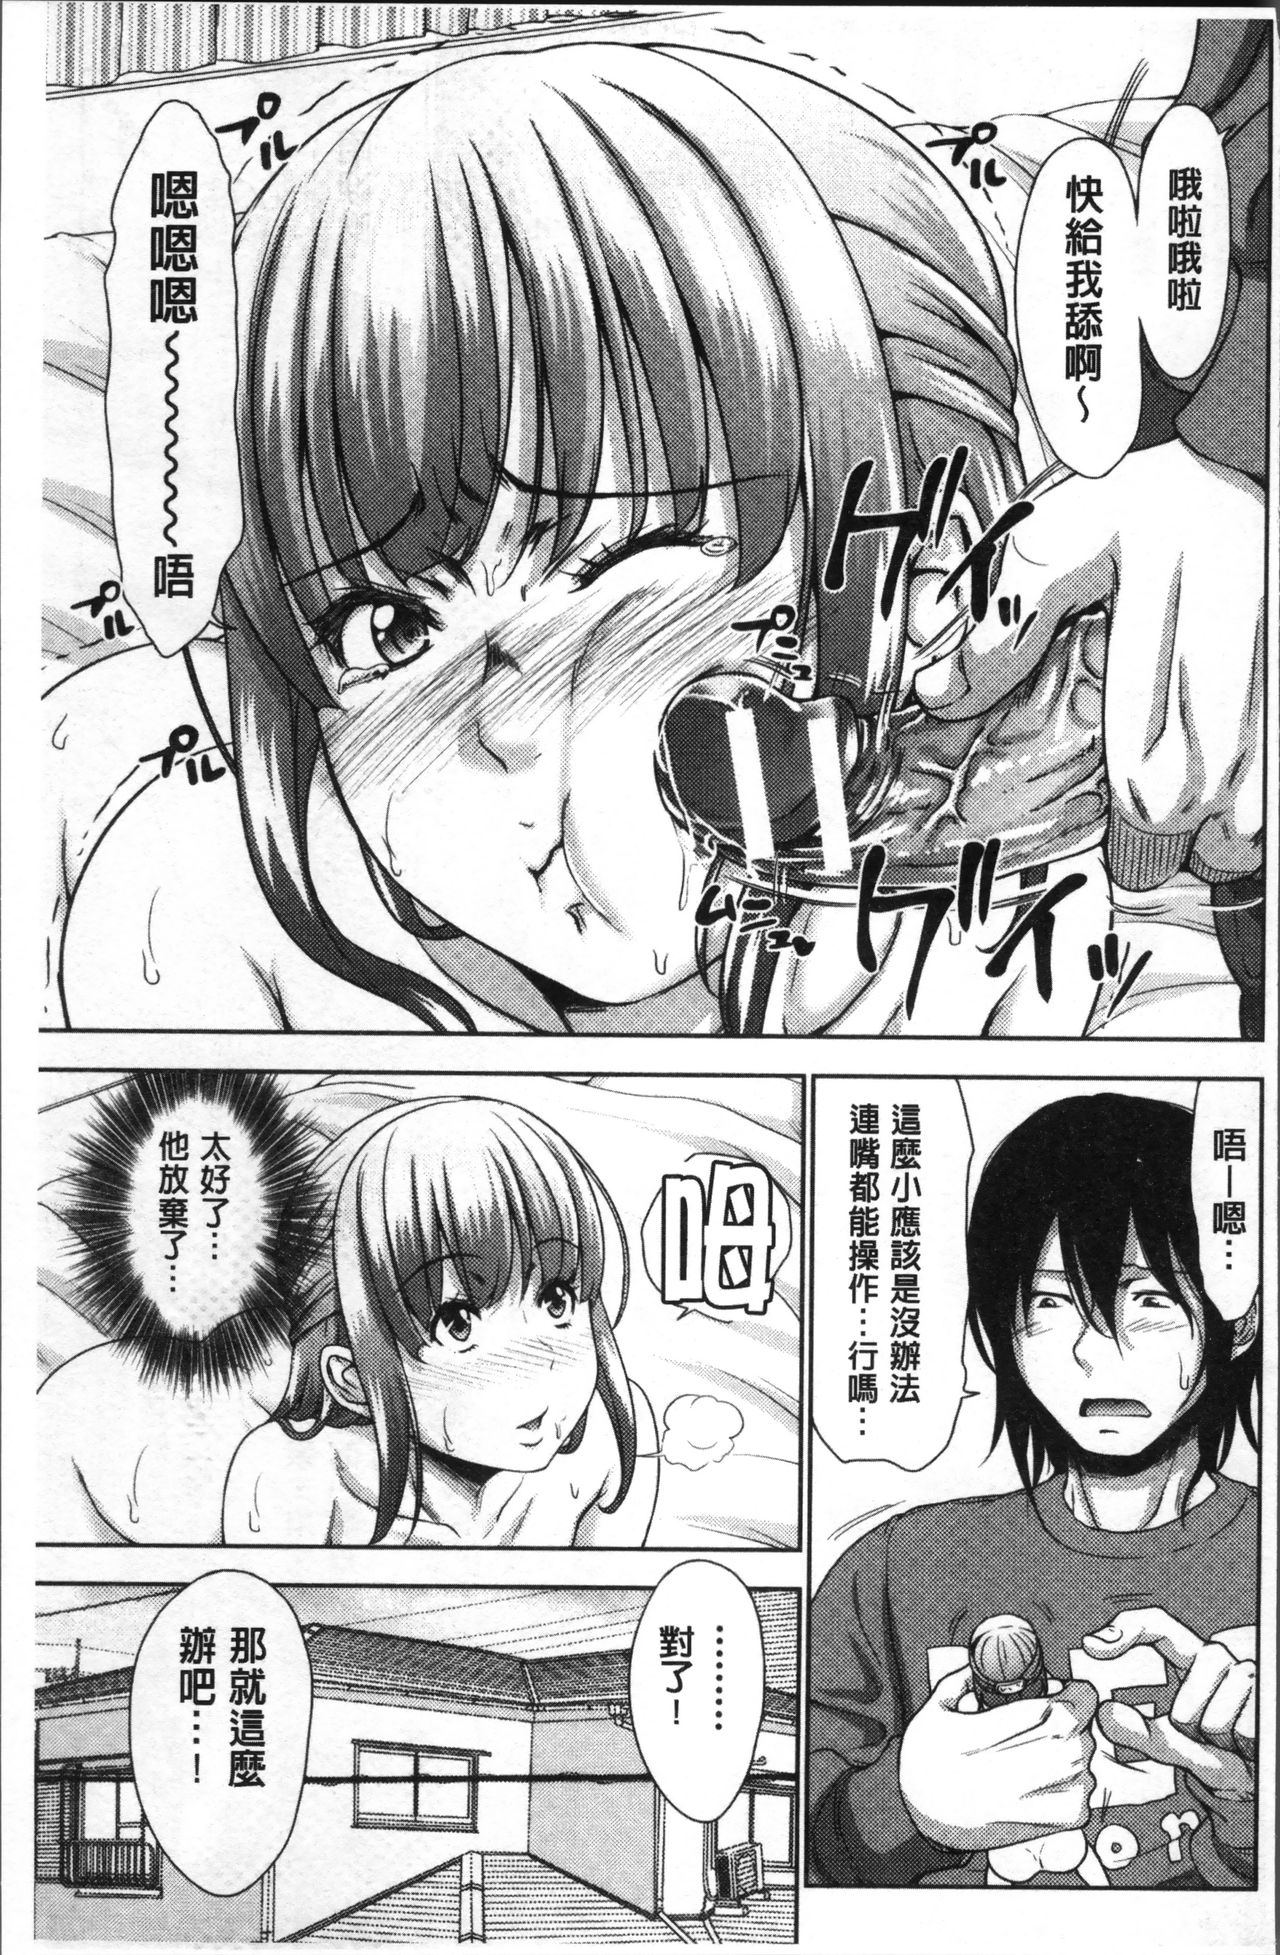 哦啦哦啦
快給我舔啊～
嗯嗯嗯～～～～～唔
プル
プル
プル
プル
プル
グイ
グイ
プニュ
ムニュ
唔—嗯…
這麼小應該是沒辦法
連嘴都能操作…行嗎…
呣
太好了…
他放棄了…
………
對了！
那就這麼
辦吧…！